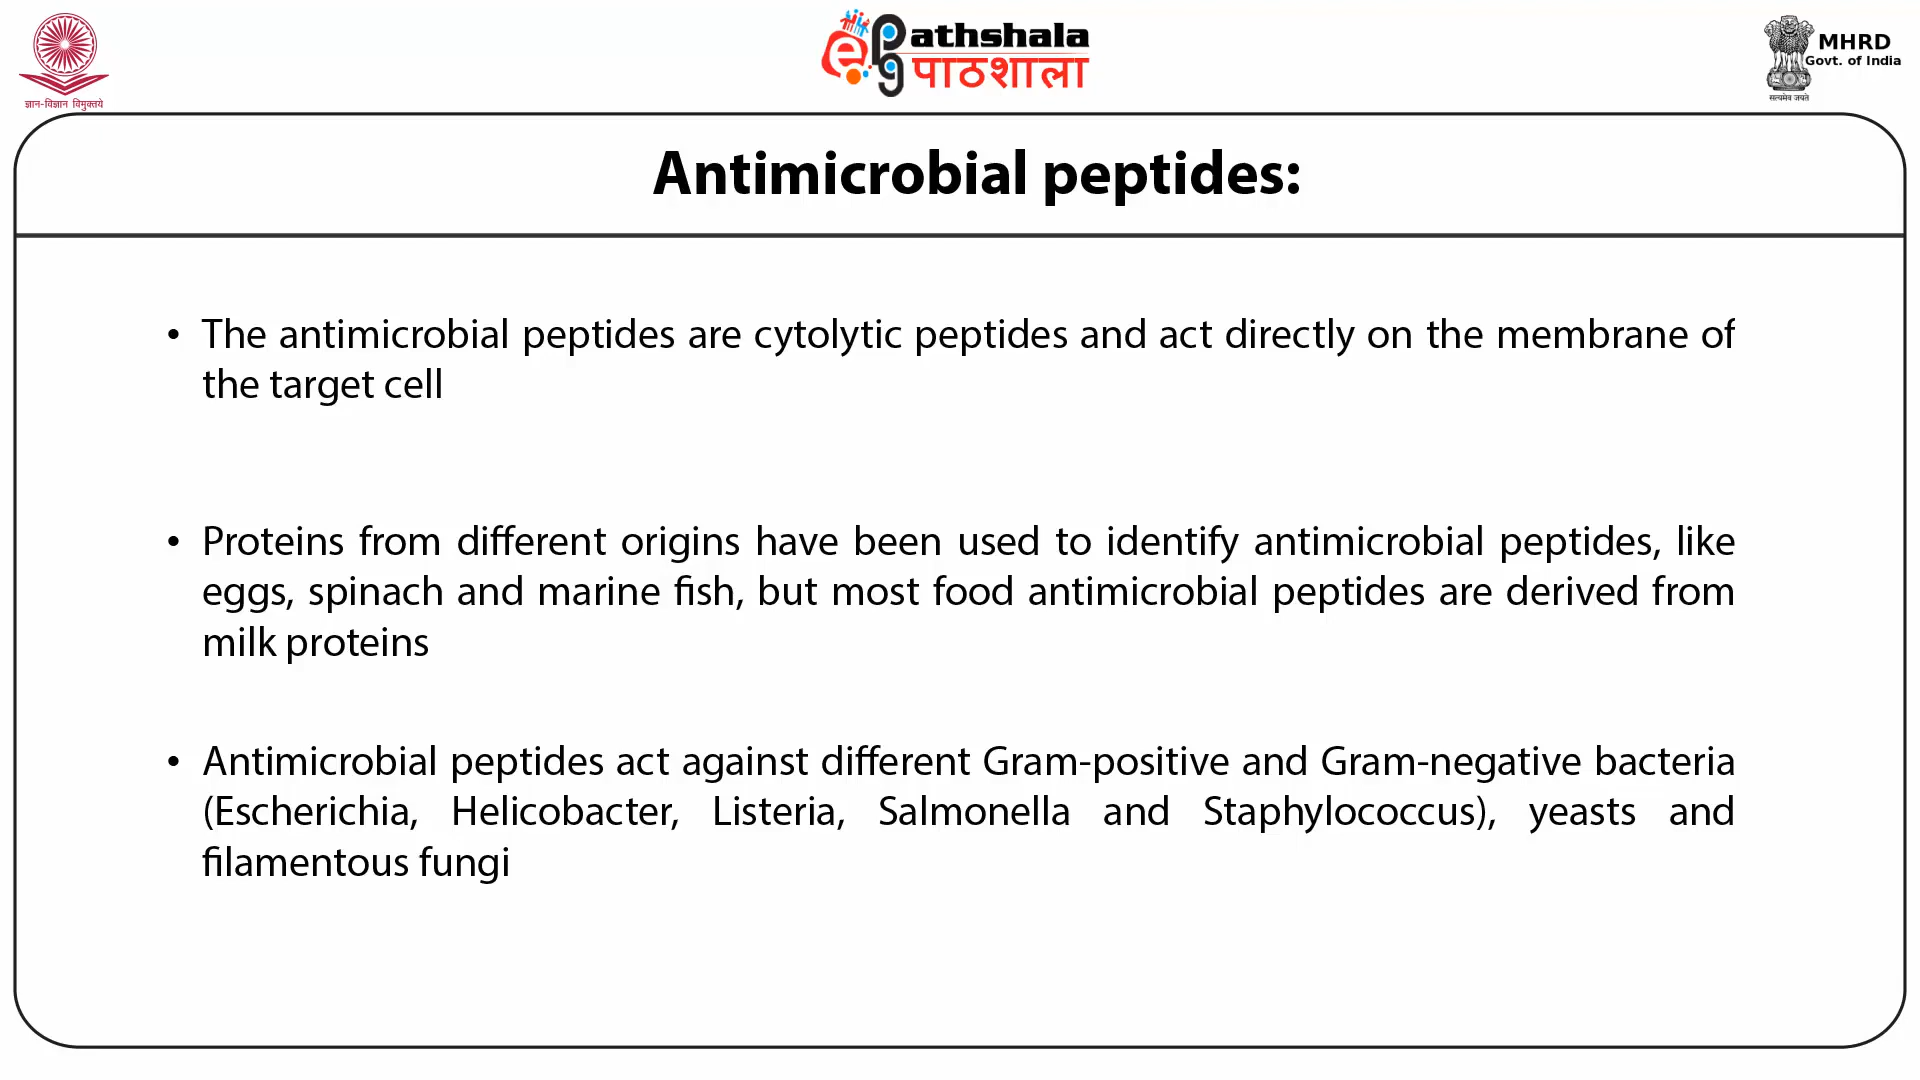 ज्ञान-विज्ञान विमुक्तये
e Pg
Pathshala
पाठशाला
MHRD
Govt. of India
सत्यमेव जयते
Antimicrobial peptides:
• The antimicrobial peptides are cytolytic peptides and act directly on the membrane of
the target cell
• Proteins from different origins have been used to identify antimicrobial peptides, like
eggs, spinach and marine fish, but most food antimicrobial peptides are derived from
milk proteins
• Antimicrobial peptides act against different Gram-positive and Gram-negative bacteria
(Escherichia, Helicobacter, Listeria, Salmonella and Staphylococcus), yeasts and
filamentous fungi